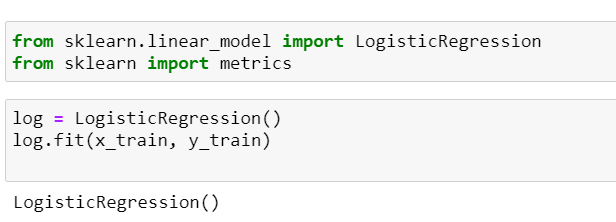 from sklearn.linear_model import LogisticRegression
from sklearn import metrics
log = LogisticRegression()
log.fit(x_train, y_train)
LogisticRegression()